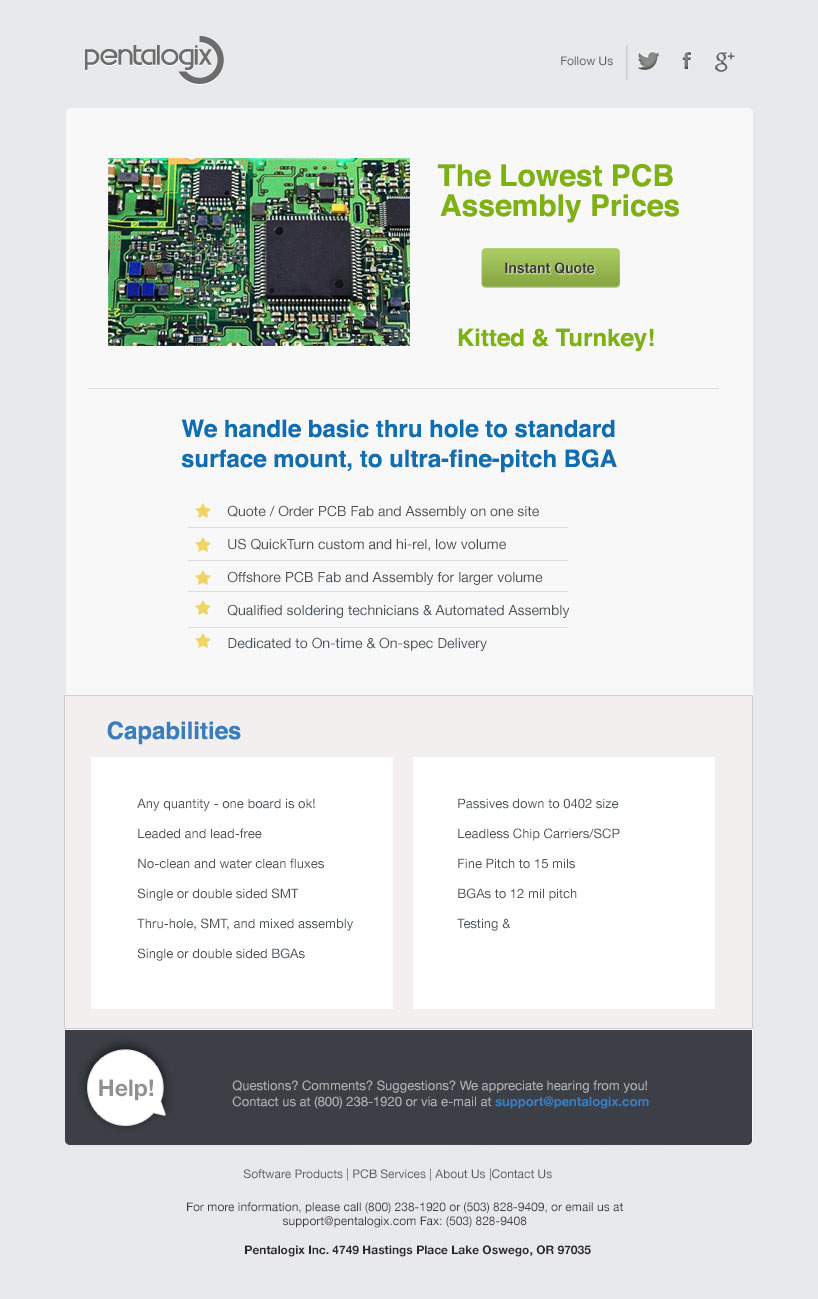 pentalogix
Follow Us
The Lowest PCB
Assembly Prices
Instant Quote
Kitted & Turnkey!
We handle basic thru hole to standard
surface mount, to ultra-fine-pitch BGA
Quote / Order PCB Fab and Assembly on one site
US QuickTurn custom and hi-rel, low volume
Offshore PCB Fab and Assembly for larger volume
Qualified soldering technicians & Automated Assembly
Dedicated to On-time & On-spec Delivery
Capabilities
Any quantity - one board is ok!
Leaded and lead-free
No-clean and water clean fluxes
Single or double sided SMT
Thru-hole, SMT, and mixed assembly
Single or double sided BGAs
Passives down to 0402 size
Leadless Chip Carriers/SCP
Fine Pitch to 15 mils
BGAs to 12 mil pitch
Testing &
Help!
Questions? Comments? Suggestions? We appreciate hearing from you!
Contact us at (800) 238-1920 or via e-mail at support@pentalogix.com
Software Products | PCB Services | About Us |Contact Us
For more information, please call (800) 238-1920 or (503) 828-9409, or email us at
support@pentalogix.com Fax: (503) 828-9408
Pentalogix Inc. 4749 Hastings Place Lake Oswego, OR 97035